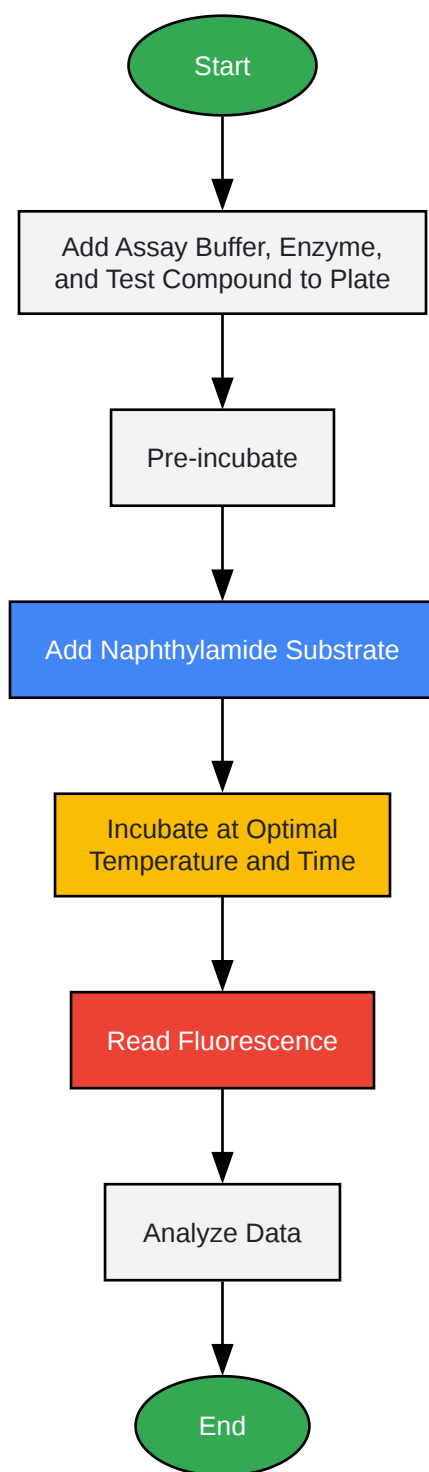 Start
Add Assay Buffer, Enzyme,
and Test Compound to Plate
Pre-incubate
Add Naphthylamide Substrate
Incubate at Optimal
Temperature and Time
Read Fluorescence
Analyze Data
End